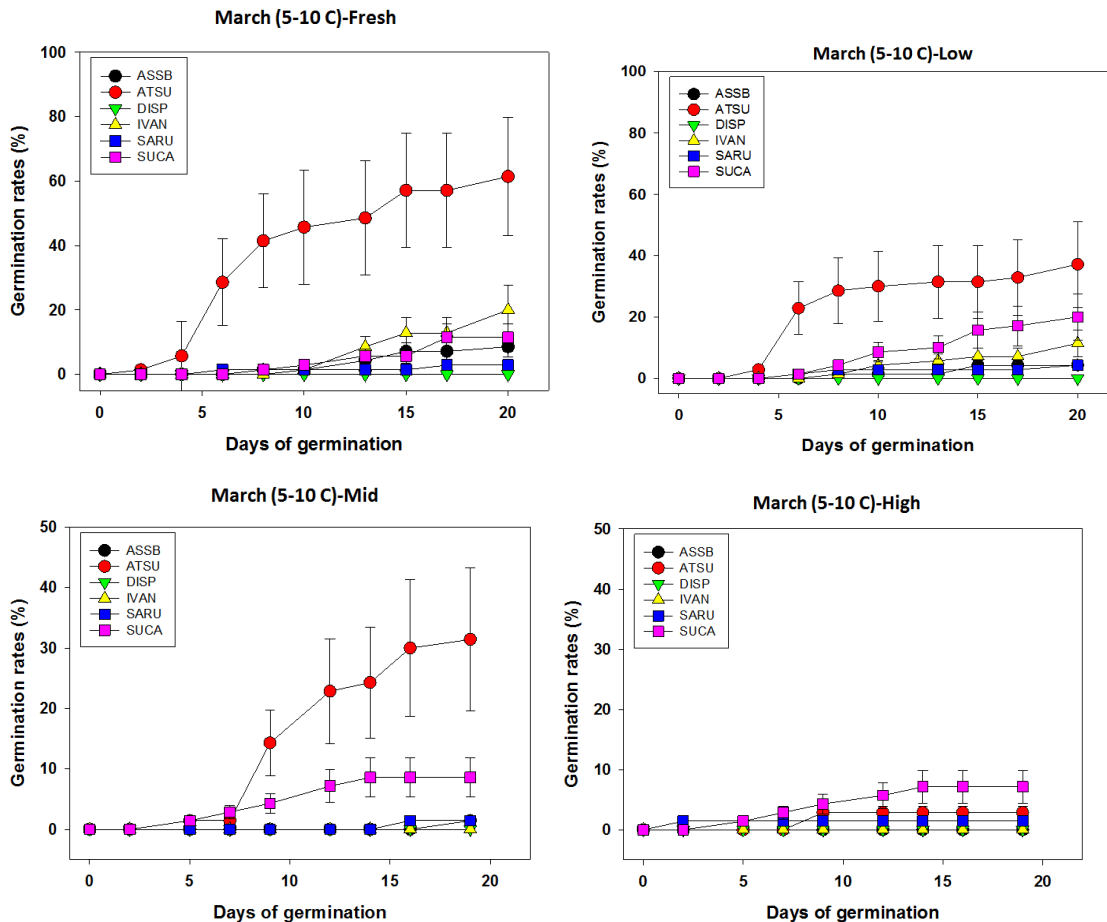 March (5-10 C)-Fresh
100
80
60
40
20
0
Germination rates (%)
ASSB
ATSU
DISP
IVAN
SARU
SUCA
0 5 10 15 20
Days of germination
March (5-10 C)-Low
100
80
60
40
20
0
Germination rates (%)
ASSB
ATSU
DISP
IVAN
SARU
SUCA
0 5 10 15 20
Days of germination
March (5-10 C)-Mid
50
40
30
20
10
0
Germination rates (%)
ASSB
ATSU
DISP
IVAN
SARU
SUCA
0 5 10 15 20
Days of germination
March (5-10 C)-High
50
40
30
20
10
0
Germination rates (%)
ASSB
ATSU
DISP
IVAN
SARU
SUCA
0 5 10 15 20
Days of germination